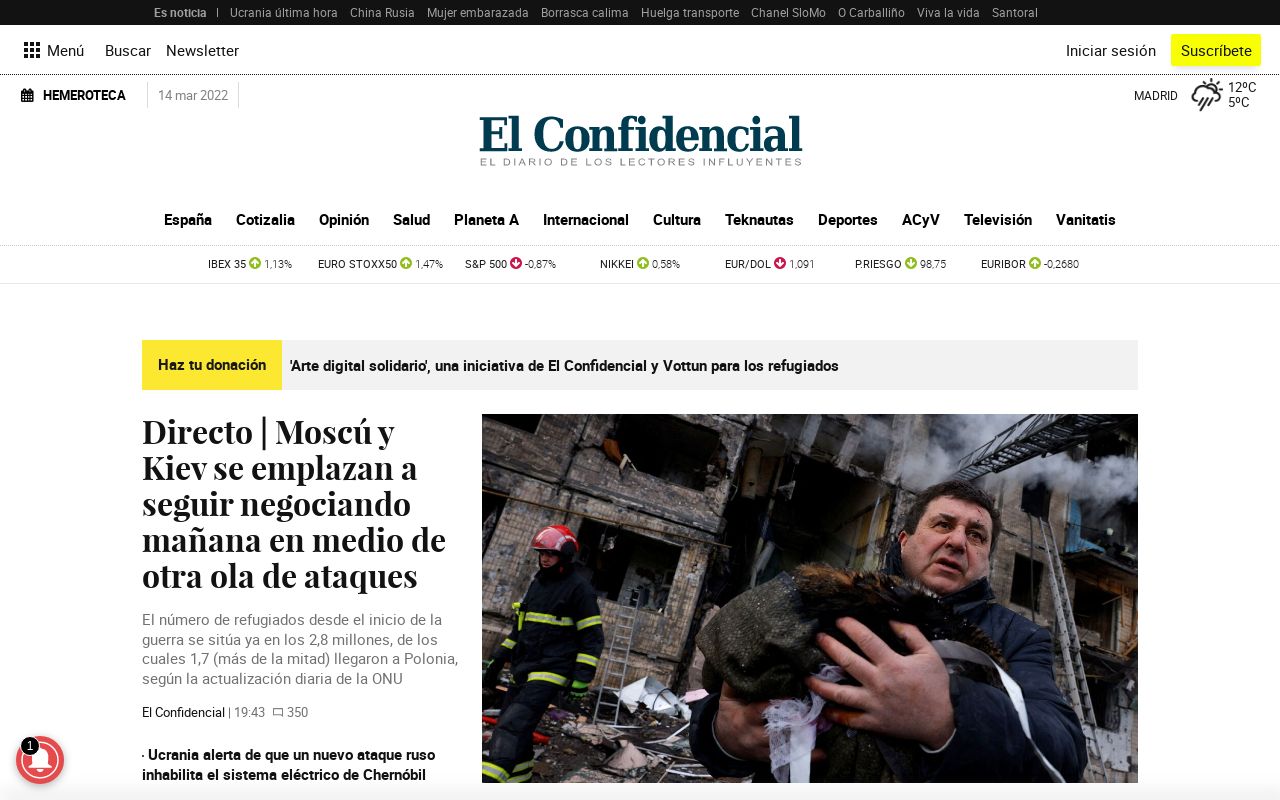 Es noticia | Ucrania última hora China Rusia Mujer embarazada Borrasca calima Huelga transporte Chanel SloMo O Carballiño Viva la vida Santoral
Menú Buscar Newsletter Iniciar sesión Suscríbete
HEMEROTECA 14 mar 2022 MADRID 12ºC
5ºC
El Confidencial
EL DIARIO DE LOS LECTORES INFLUYENTES
España Cotizalia Opinión Salud Planeta A Internacional Cultura Teknautas Deportes ACyV Televisión Vanitatis
IBEX 35 1,13% EURO STOXX50 1,47% S&P 500 -0,87% NIKKEI 0,58% EUR/DOL 1,091 P.RIESGO 98,75 EURIBOR -0,2680
Haz tu donación 'Arte digital solidario', una iniciativa de El Confidencial y Vottun para los refugiados
Directo | Moscú y
Kiev se emplazan a
seguir negociando
mañana en medio de
otra ola de ataques
El número de refugiados desde el inicio de la
guerra se sitúa ya en los 2,8 millones, de los
cuales 1,7 (más de la mitad) llegaron a Polonia,
según la actualización diaria de la ONU
El Confidencial | 19:43 350
· Ucrania alerta de que un nuevo ataque ruso
inhabilita el sistema eléctrico de Chernóbil
1